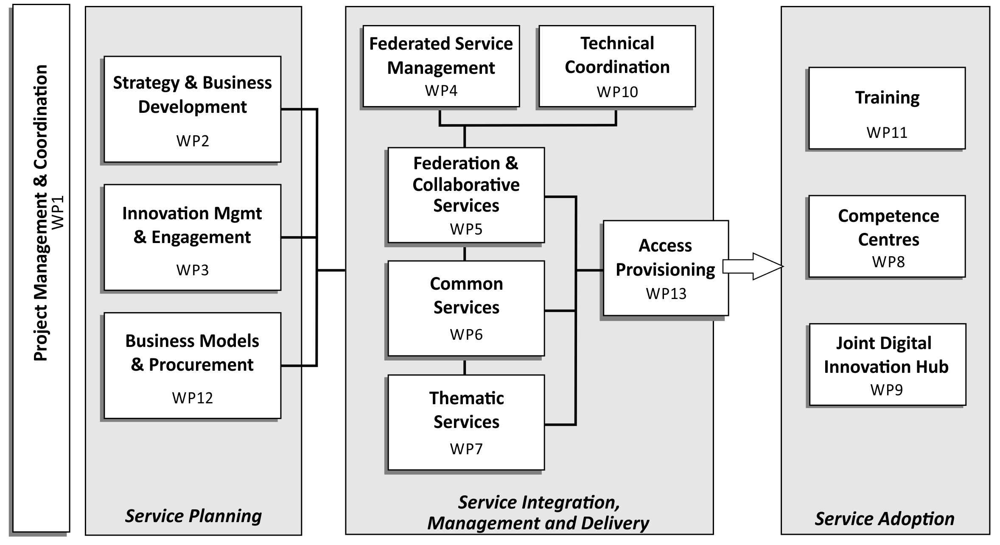 Project Management & Coordination
WP1
Strategy & Business
Development
WP2
Innovation Mgmt
& Engagement
WP3
Business Models
& Procurement
WP12
Service Planning
Federated Service
Management
WP4
Technical
Coordination
WP10
Federation &
Collaborative
Services
WP5
Common
Services
WP6
Thematic
Services
WP7
Access
Provisioning
WP13
Service Integration,
Management and Delivery
Training
WP11
Competence
Centres
WP8
Joint Digital
Innovation Hub
WP9
Service Adoption